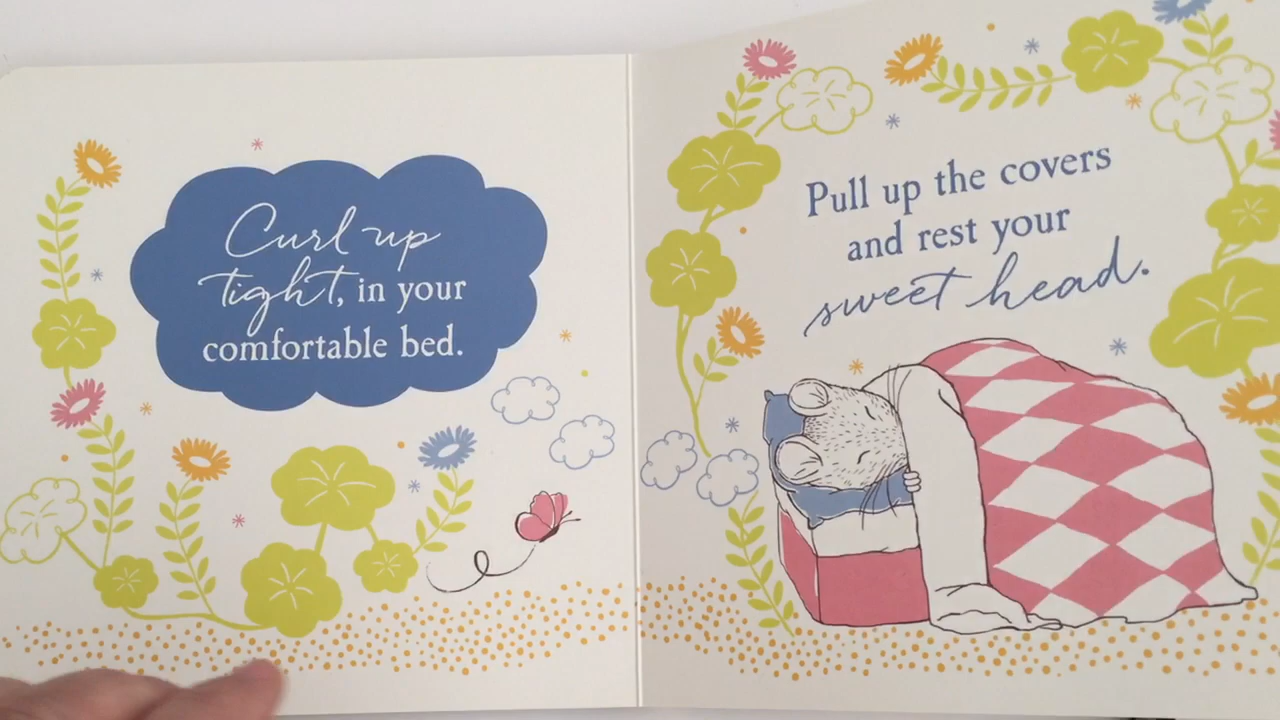 Curl up
tight, in your
comfortable bed.
Pull up the covers
and rest your
sweet head.